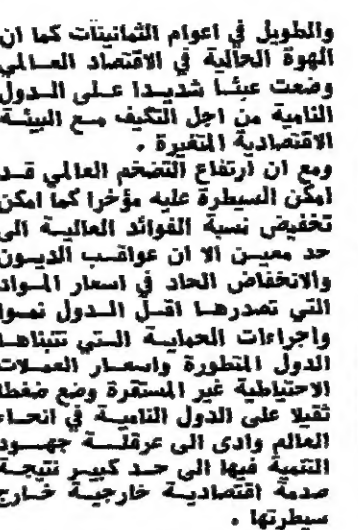 والطويل في اعوام الثمانينات كما ان
الهوة الحالية في الاقتصاد العالمي
وضعت عبئا شديدا على الدول
النامية من اجل التكيف مع البيئة
الاقتصادية المتغيرة .
ومع ان ارتفاع التضخم العالمي قد
امكن السيطرة عليه مؤخرا كما امكن
تخفيض نسبة الفوائد العالية الى
حد معين الا ان عواقب الديون
والانخفاض الحاد في اسعار المواد
التي تصدرها اقل الدول نموا
واجراءات الحماية التي تتبناها
الدول المتطورة واسعار العملات
الاحتياطية غير المستقرة وضع ضغطا
ثقيلا على الدول النامية في انحاء
العالم وادى الى عرقلة جهود
التنمية فيها الى حد كبير نتيجة
صدمة اقتصادية خارجية خارج
سيطرتها .